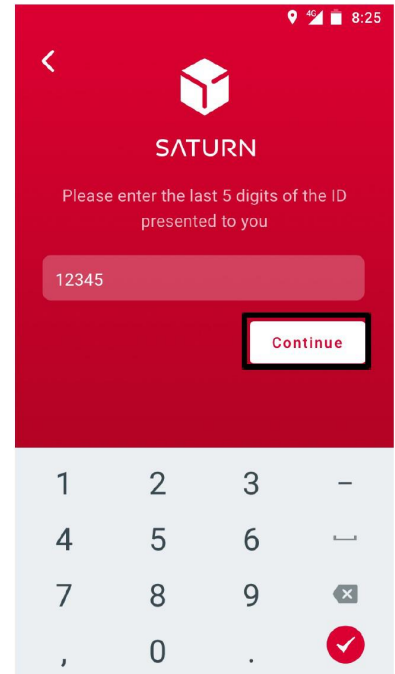 4G 8:25
SATURN
Please enter the last 5 digits of the ID
presented to you
12345
Continue
1 2 3 –
4 5 6
7 8 9
, 0 .